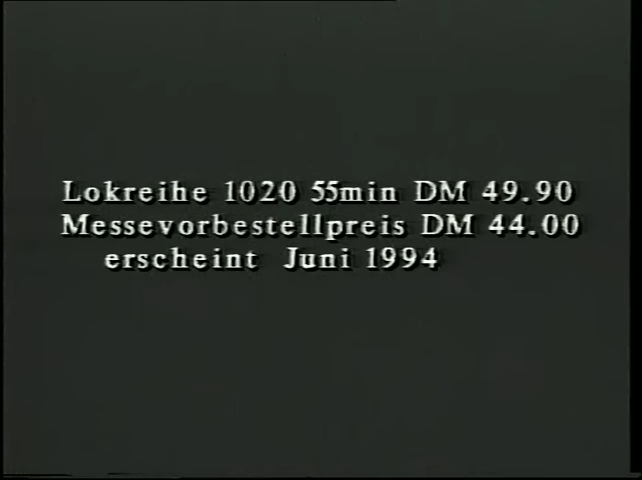 Lokreihe 1020 55min DM 49.90
Messevorbestellpreis DM 44.00
erscheint Juni 1994